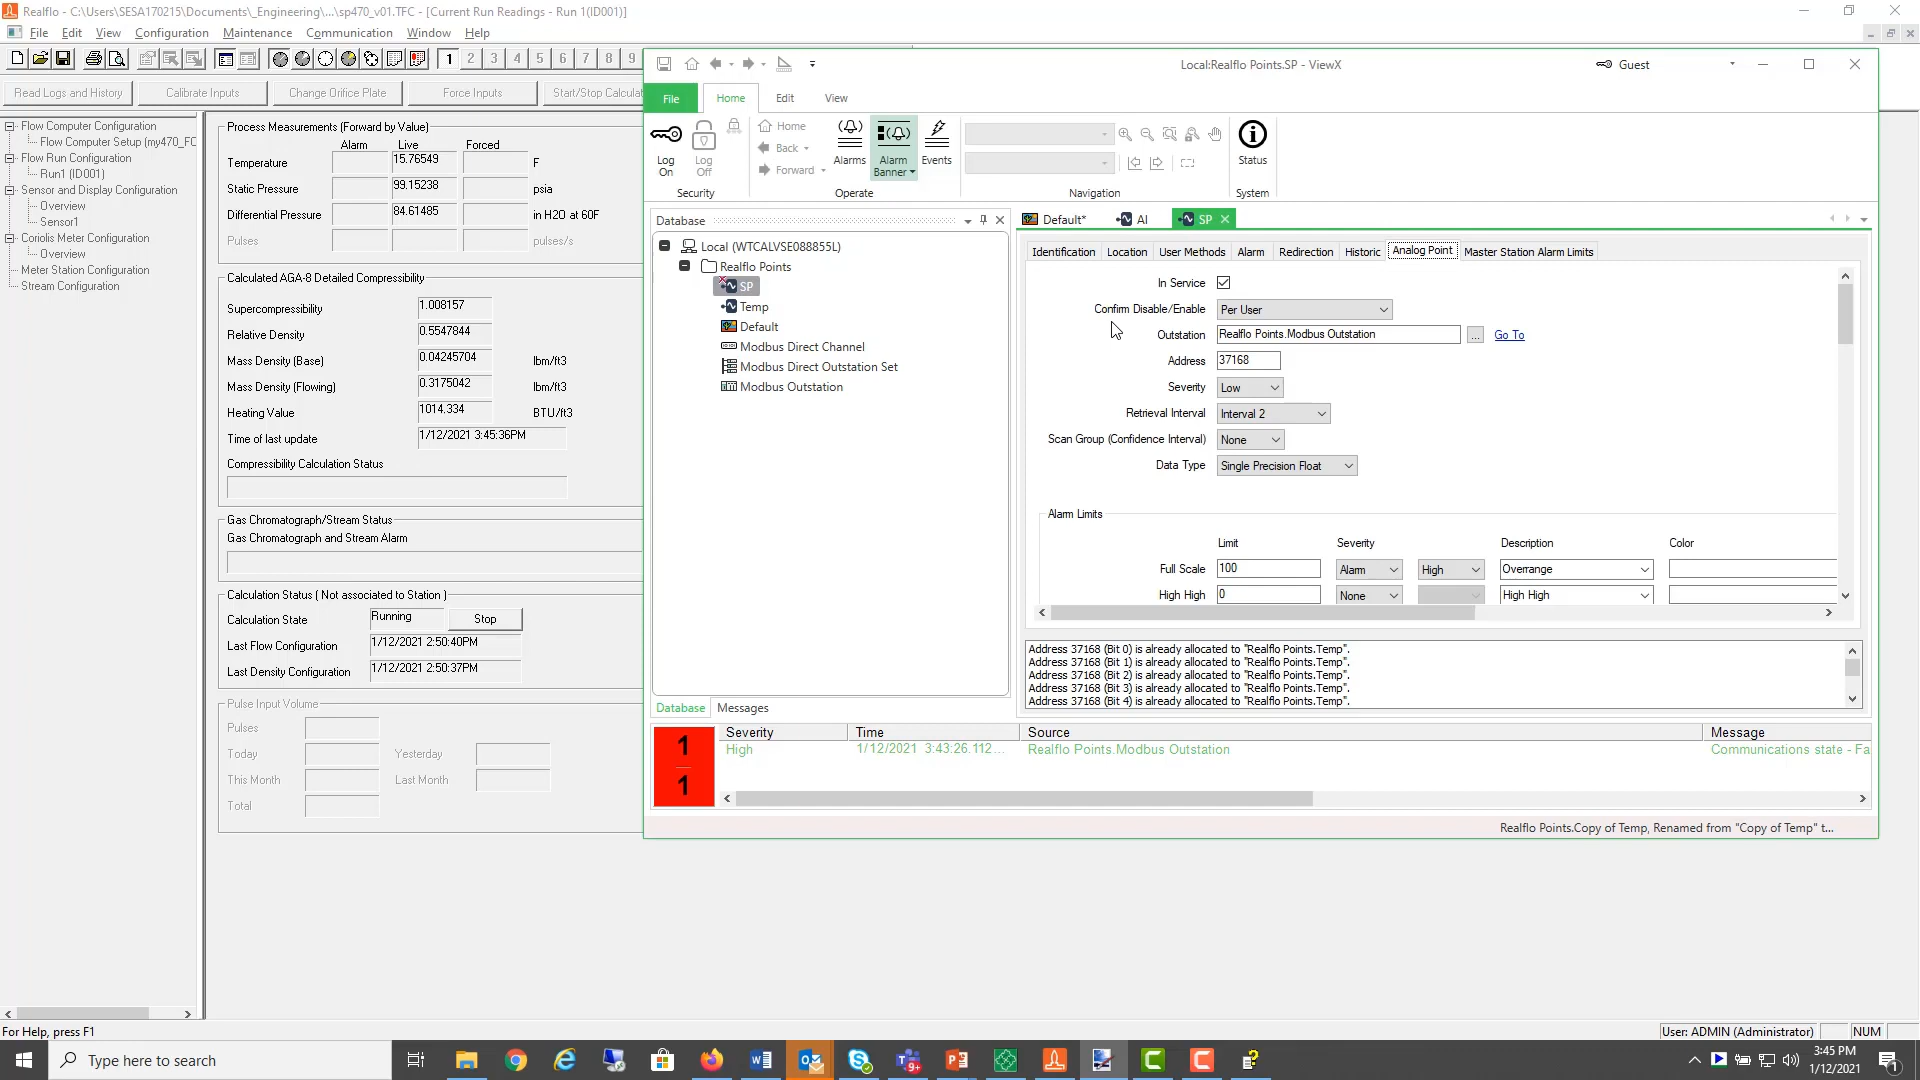 Realflo - C:\Users\SESA170215\Documents\_Engineering\...\sp470_v01.TFC - [Current Run Readings - Run 1(ID001)]
File Edit View Configuration Maintenance Communication Window Help
1 2 3 4 5 6 7 8 9
Read Logs and History Calibrate Inputs Change Orifice Plate Force Inputs Start/Stop Calculat
Flow Computer Configuration
Flow Computer Setup (my470_FC
Flow Run Configuration
Run1 (ID001)
Sensor and Display Configuration
Overview
Sensor1
Coriolis Meter Configuration
Overview
Meter Station Configuration
Stream Configuration
Process Measurements (Forward by Value)
Alarm Live Forced
Temperature 15.76549 F
Static Pressure 99.15238 psia
Differential Pressure 84.61485 in H2O at 60F
Pulses pulses/s
Calculated AGA-8 Detailed Compressibility
Supercompressibility 1.008157
Relative Density 0.5547844
Mass Density (Base) 0.04245704 lbm/ft3
Mass Density (Flowing) 0.3175042 lbm/ft3
Heating Value 1014.334 BTU/ft3
Time of last update 1/12/2021 3:45:36PM
Compressibility Calculation Status
Gas Chromatograph/Stream Status
Gas Chromatograph and Stream Alarm
Calculation Status ( Not associated to Station )
Calculation State Running Stop
Last Flow Configuration 1/12/2021 2:50:40PM
Last Density Configuration 1/12/2021 2:50:37PM
Pulse Input Volume
Pulses
Today Yesterday
This Month Last Month
Total
Local:Realflo Points.SP - ViewX
Guest
File Home Edit View
Log On
Log Off
Security
Home
Back
Forward
Alarms
Alarm Banner
Events
Operate
Navigation
Status
System
Database
Local (WTCALVSE088855L)
Realflo Points
SP
Temp
Default
Modbus Direct Channel
Modbus Direct Outstation Set
Modbus Outstation
Database Messages
Default* AI SP
Identification Location User Methods Alarm Redirection Historic Analog Point Master Station Alarm Limits
In Service
Confirm Disable/Enable Per User
Outstation Realflo Points.Modbus Outstation ... Go To
Address 37168
Severity Low
Retrieval Interval Interval 2
Scan Group (Confidence Interval) None
Data Type Single Precision Float
Alarm Limits
Limit Severity Description Color
Full Scale 100 Alarm High Overrange
High High 0 None High High
Address 37168 (Bit 0) is already allocated to "Realflo Points.Temp".
Address 37168 (Bit 1) is already allocated to "Realflo Points.Temp".
Address 37168 (Bit 2) is already allocated to "Realflo Points.Temp".
Address 37168 (Bit 3) is already allocated to "Realflo Points.Temp".
Address 37168 (Bit 4) is already allocated to "Realflo Points.Temp".
1
1
Severity Time Source Message
High 1/12/2021 3:43:26.112... Realflo Points.Modbus Outstation Communications state - Fa
Realflo Points.Copy of Temp, Renamed from "Copy of Temp" t...
For Help, press F1
User: ADMIN (Administrator) NUM
Type here to search
9+
3:45 PM
1/12/2021
1